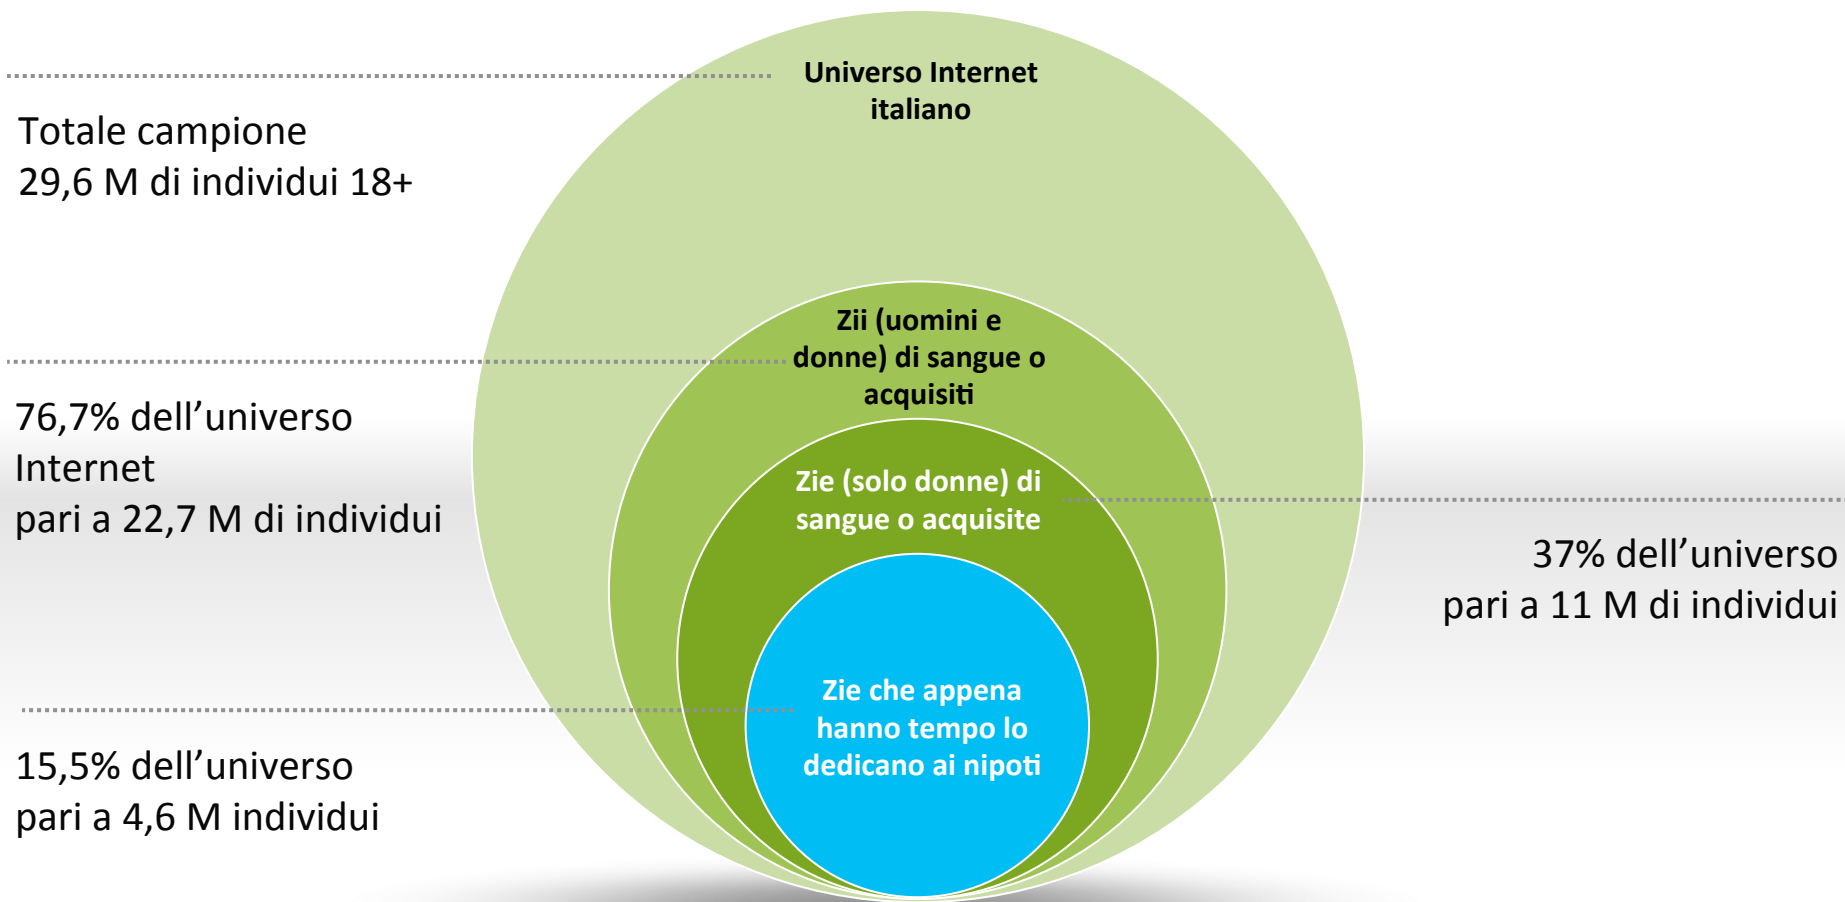 Universo Internet
italiano
Totale campione
29,6 M di individui 18+
Zii (uomini e
donne) di sangue o
acquisiti
76,7% dell’universo
Internet
pari a 22,7 M di individui
Zie (solo donne) di
sangue o acquisite
37% dell’universo
pari a 11 M di individui
Zie che appena
hanno tempo lo
dedicano ai nipoti
15,5% dell’universo
pari a 4,6 M individui